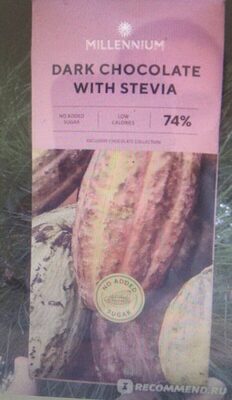 MILLENNIUM
DARK CHOCOLATE
WITH STEVIA
NO ADDED
SUGAR
LOW
CALORIES
74%
EXCLUSIVE CHOCOLATE COLLECTION
NO ADDED
SUGAR
RECOMMEND.RU